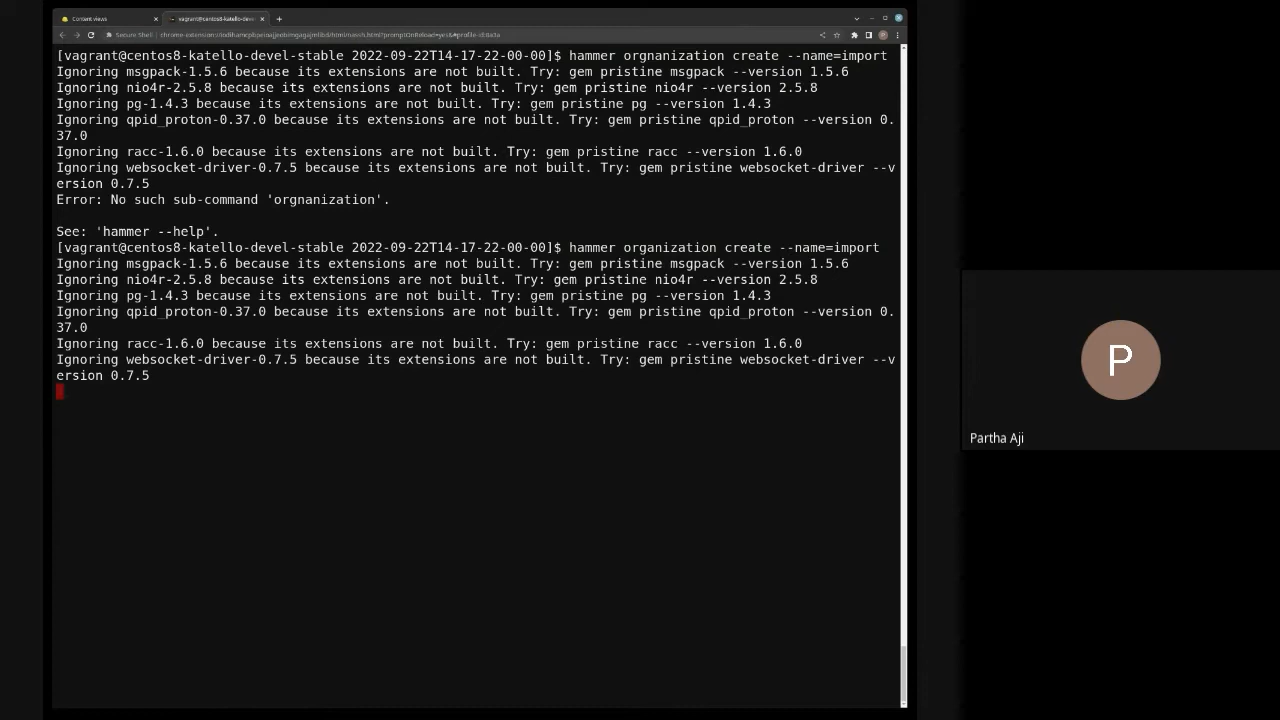 Content views
vagrant@centos8-katello-deve
Secure Shell
[vagrant@centos8-katello-devel-stable 2022-09-22T14-17-22-00-00]$ hammer orgnanization create --name=import
Ignoring msgpack-1.5.6 because its extensions are not built. Try: gem pristine msgpack --version 1.5.6
Ignoring nio4r-2.5.8 because its extensions are not built. Try: gem pristine nio4r --version 2.5.8
Ignoring pg-1.4.3 because its extensions are not built. Try: gem pristine pg --version 1.4.3
Ignoring qpid_proton-0.37.0 because its extensions are not built. Try: gem pristine qpid_proton --version 0.
37.0
Ignoring racc-1.6.0 because its extensions are not built. Try: gem pristine racc --version 1.6.0
Ignoring websocket-driver-0.7.5 because its extensions are not built. Try: gem pristine websocket-driver --v
ersion 0.7.5
Error: No such sub-command 'orgnanization'.
See: 'hammer --help'.
[vagrant@centos8-katello-devel-stable 2022-09-22T14-17-22-00-00]$ hammer organization create --name=import
Ignoring msgpack-1.5.6 because its extensions are not built. Try: gem pristine msgpack --version 1.5.6
Ignoring nio4r-2.5.8 because its extensions are not built. Try: gem pristine nio4r --version 2.5.8
Ignoring pg-1.4.3 because its extensions are not built. Try: gem pristine pg --version 1.4.3
Ignoring qpid_proton-0.37.0 because its extensions are not built. Try: gem pristine qpid_proton --version 0.
37.0
Ignoring racc-1.6.0 because its extensions are not built. Try: gem pristine racc --version 1.6.0
Ignoring websocket-driver-0.7.5 because its extensions are not built. Try: gem pristine websocket-driver --v
ersion 0.7.5
P
Partha Aji